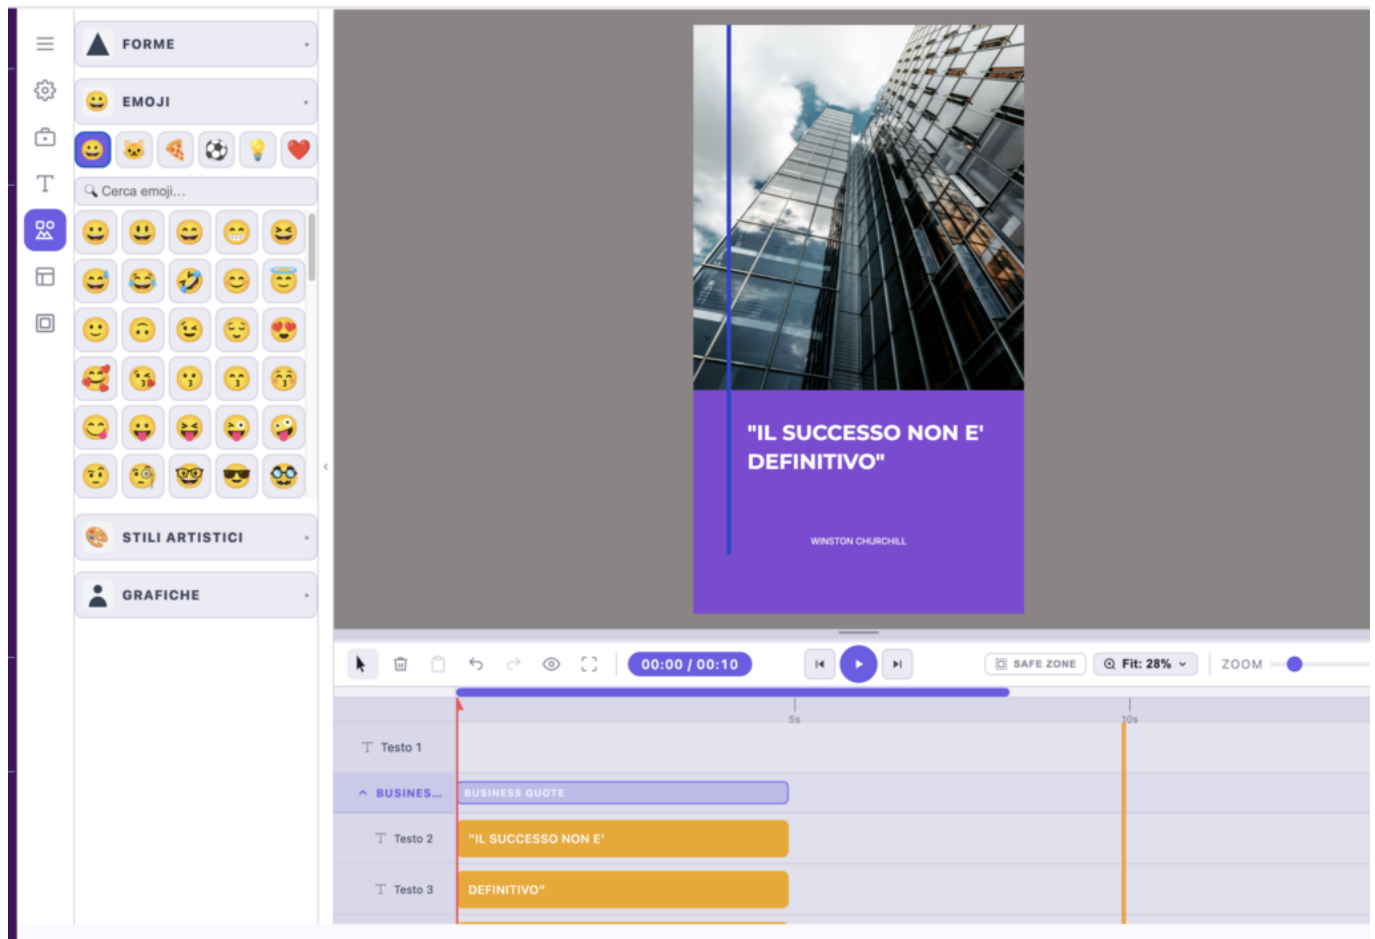 FORME
EMOJI
Cerca emoji...
STILI ARTISTICI
GRAFICHE
"IL SUCCESSO NON E'
DEFINITIVO"
WINSTON CHURCHILL
00:00 / 00:10
SAFE ZONE
Fit: 28%
ZOOM
5s
10s
T Testo 1
BUSINES...
BUSINESS QUOTE
T Testo 2
"IL SUCCESSO NON E'
T Testo 3
DEFINITIVO"